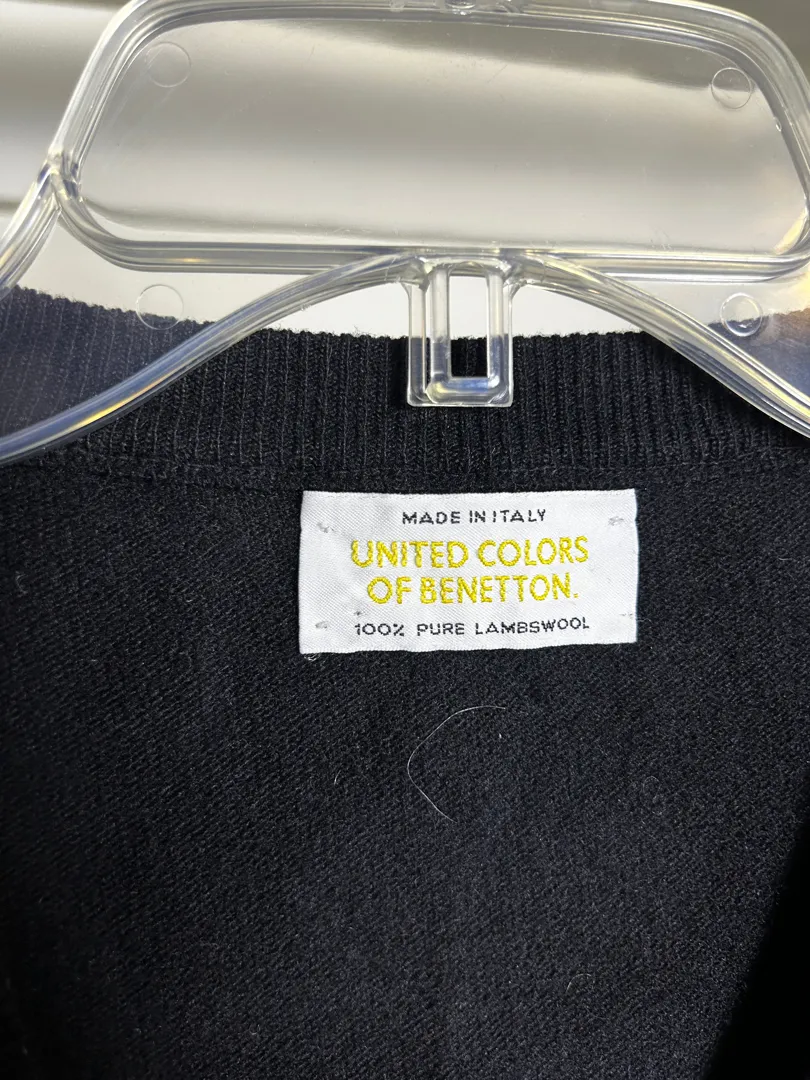 MADE IN ITALY
UNITED COLORS
OF BENETTON.
100% PURE LAMBSWOOL